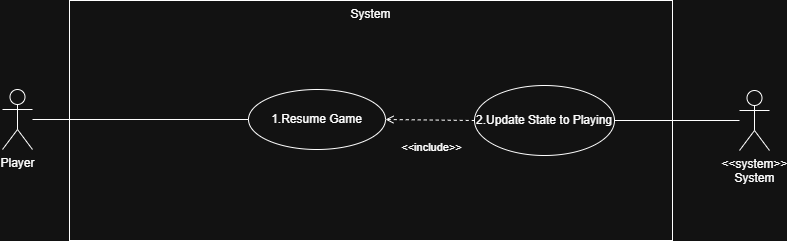 System
1.Resume Game
2.Update State to Playing
<<include>>
Player
<<system>>
System